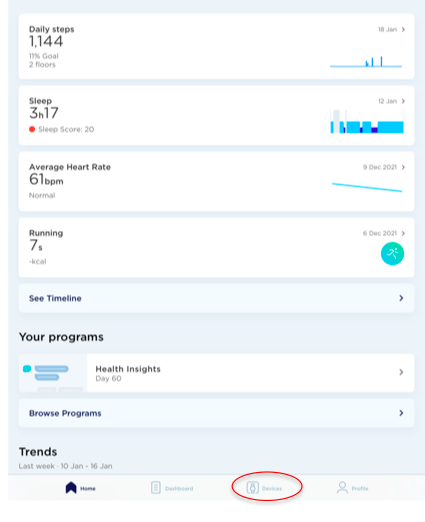 Daily steps
18 Jan
1,144
11% Goal
2 floors
Sleep
12 Jan
3h17
Sleep Score: 20
Average Heart Rate
9 Dec 2021
61bpm
Normal
Running
6 Dec 2021
7s
-kcal
See Timeline
Your programs
Health Insights
Day 60
Browse Programs
Trends
Last week · 10 Jan - 16 Jan
Home
Dashboard
Devices
Profile